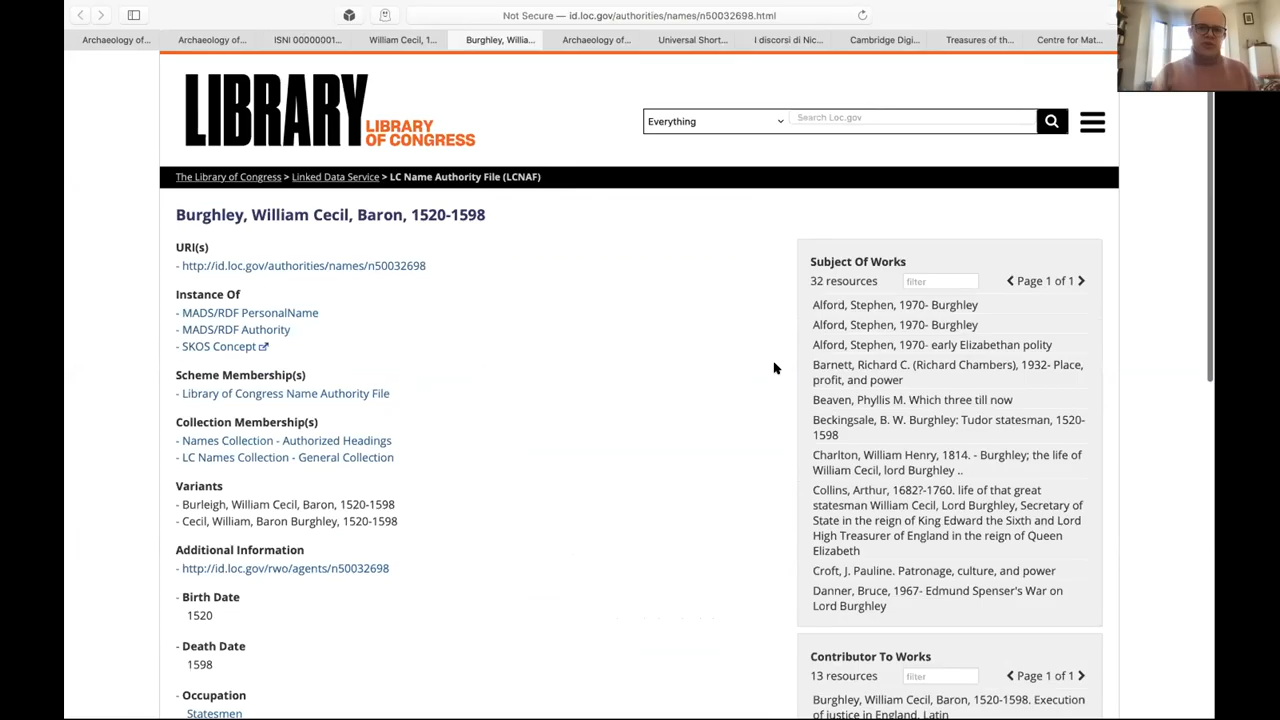 Not Secure — id.loc.gov/authorities/names/n50032698.html
Archaeology of...
Archaeology of...
ISNI 00000001...
William Cecil, 1...
Burghley, Willia...
Archaeology of...
Universal Short...
I discorsi di Nic...
Cambridge Digi...
Treasures of th...
Centre for Mat...
LIBRARY
LIBRARY
OF CONGRESS
Everything
Search Loc.gov
The Library of Congress > Linked Data Service > LC Name Authority File (LCNAF)
Burghley, William Cecil, Baron, 1520-1598
URI(s)
- http://id.loc.gov/authorities/names/n50032698
Instance Of
- MADS/RDF PersonalName
- MADS/RDF Authority
- SKOS Concept
Scheme Membership(s)
- Library of Congress Name Authority File
Collection Membership(s)
- Names Collection - Authorized Headings
- LC Names Collection - General Collection
Variants
- Burleigh, William Cecil, Baron, 1520-1598
- Cecil, William, Baron Burghley, 1520-1598
Additional Information
- http://id.loc.gov/rwo/agents/n50032698
- Birth Date
1520
- Death Date
1598
- Occupation
Statesmen
Subject Of Works
32 resources
filter
Page 1 of 1
Alford, Stephen, 1970- Burghley
Alford, Stephen, 1970- Burghley
Alford, Stephen, 1970- early Elizabethan polity
Barnett, Richard C. (Richard Chambers), 1932- Place,
profit, and power
Beaven, Phyllis M. Which three till now
Beckingsale, B. W. Burghley: Tudor statesman, 1520-
1598
Charlton, William Henry, 1814. - Burghley; the life of
William Cecil, lord Burghley ..
Collins, Arthur, 1682?-1760. life of that great
statesman William Cecil, Lord Burghley, Secretary of
State in the reign of King Edward the Sixth and Lord
High Treasurer of England in the reign of Queen
Elizabeth
Croft, J. Pauline. Patronage, culture, and power
Danner, Bruce, 1967- Edmund Spenser's War on
Lord Burghley
Contributor To Works
13 resources
filter
Page 1 of 1
Burghley, William Cecil, Baron, 1520-1598. Execution
of justice in England. Latin